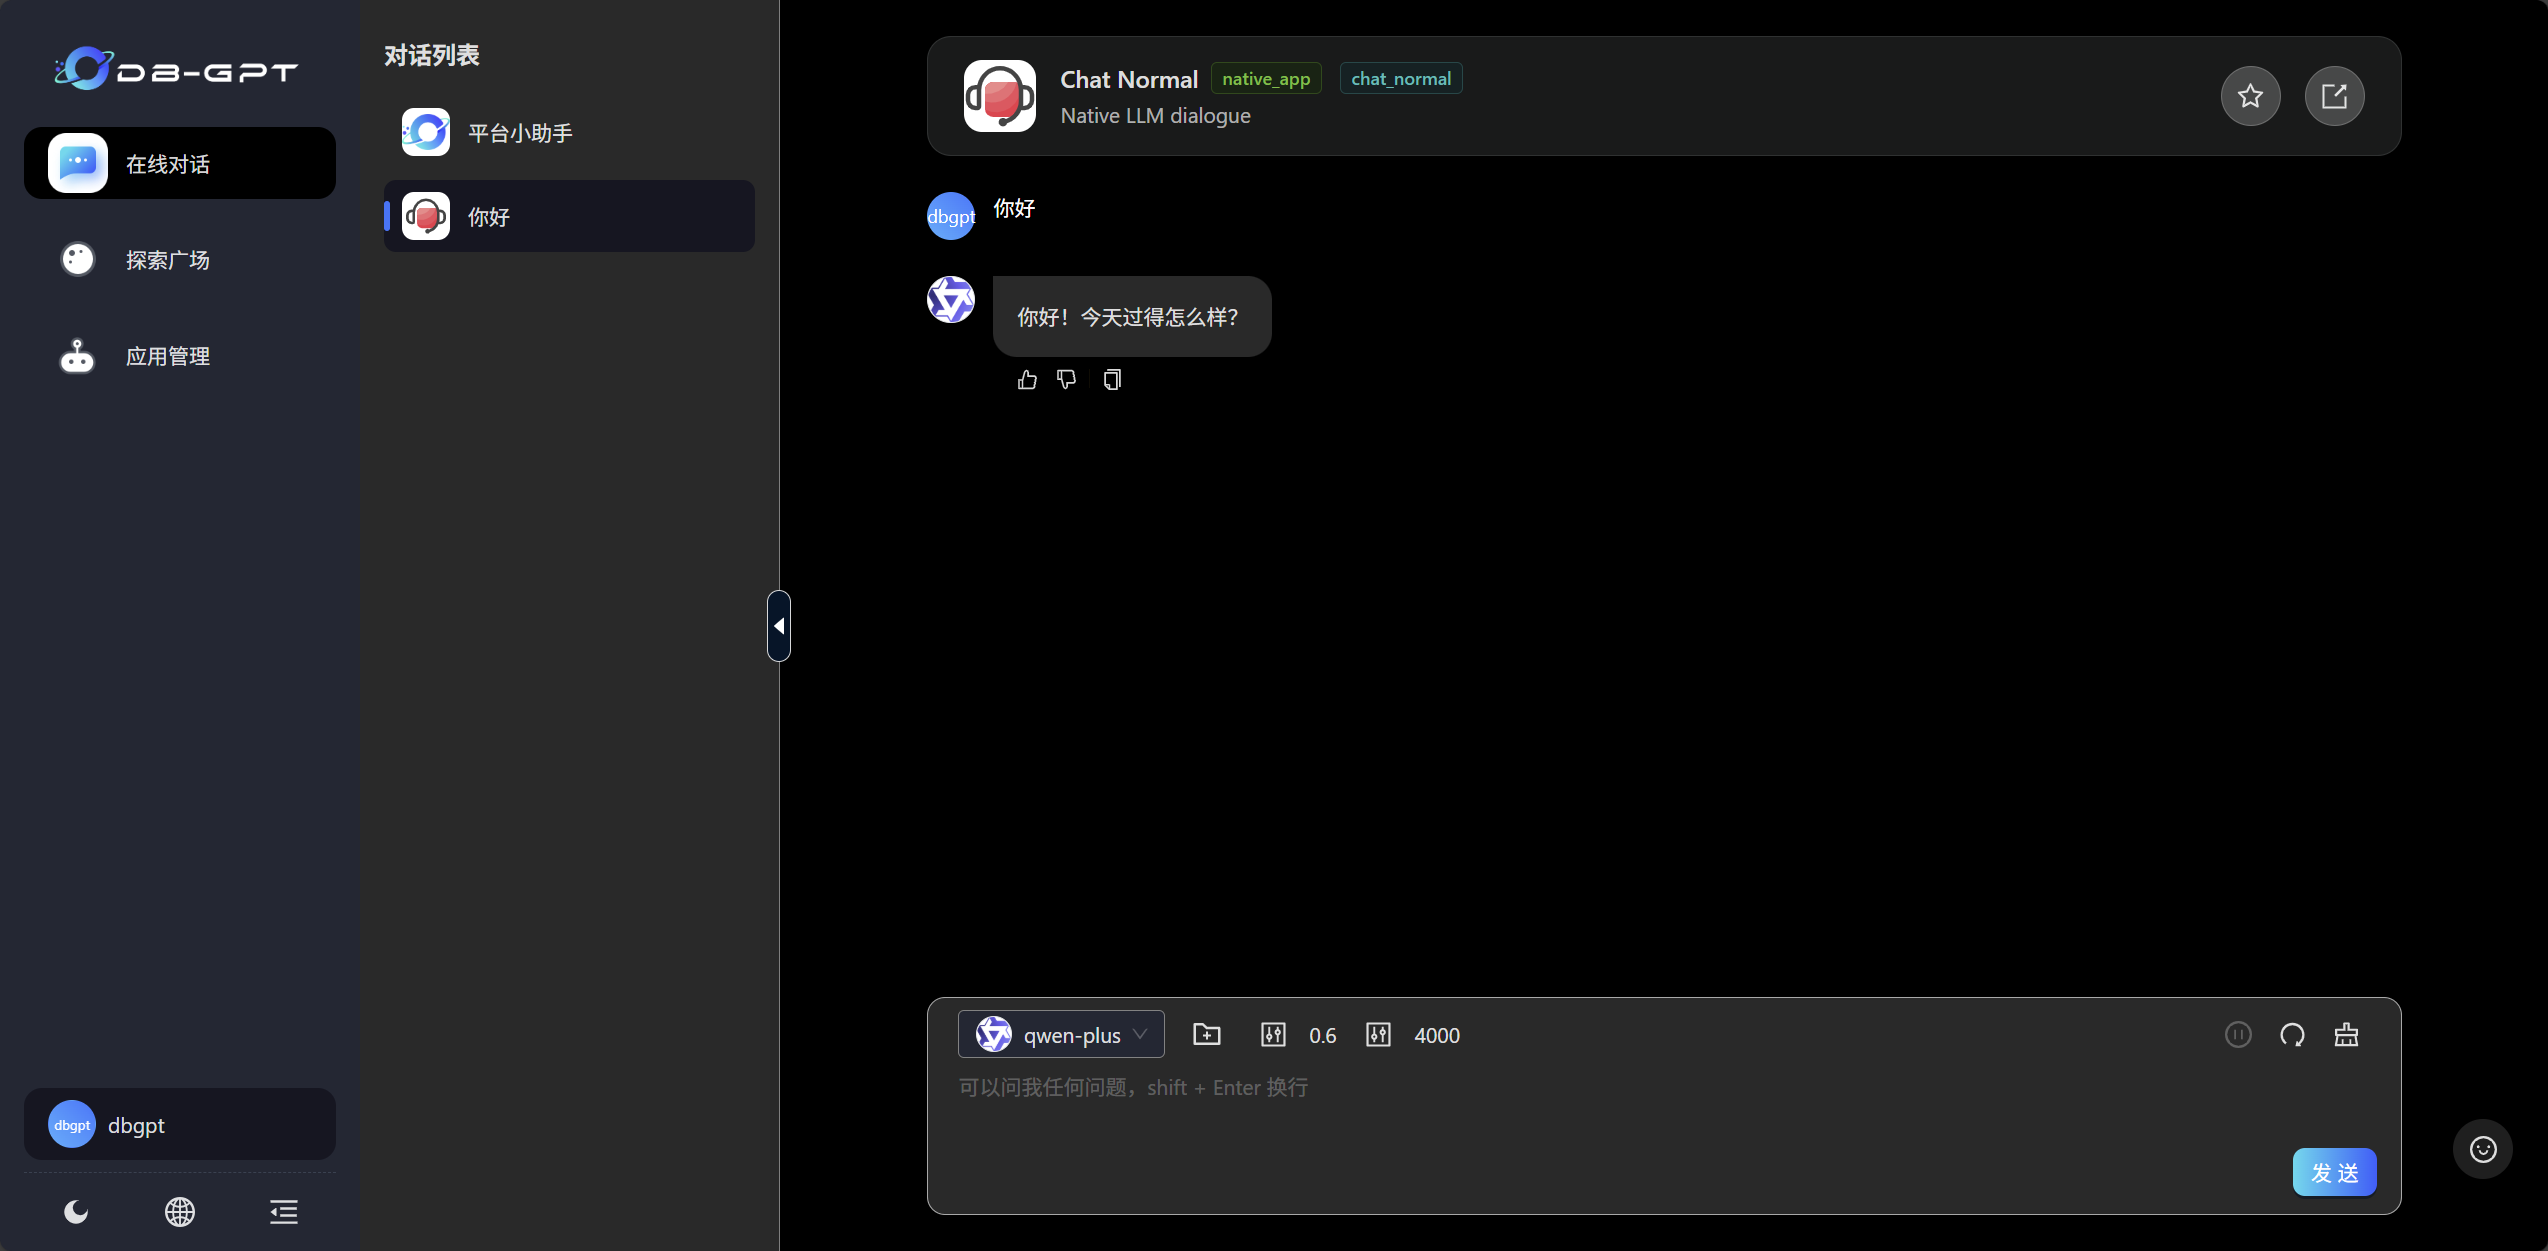 DB-GPT
在线对话
探索广场
应用管理
dbgpt
dbgpt
对话列表
平台小助手
你好
Chat Normal native_app chat_normal
Native LLM dialogue
dbgpt 你好
你好！今天过得怎么样？
qwen-plus 0.6 4000
可以问我任何问题，shift + Enter 换行
发 送